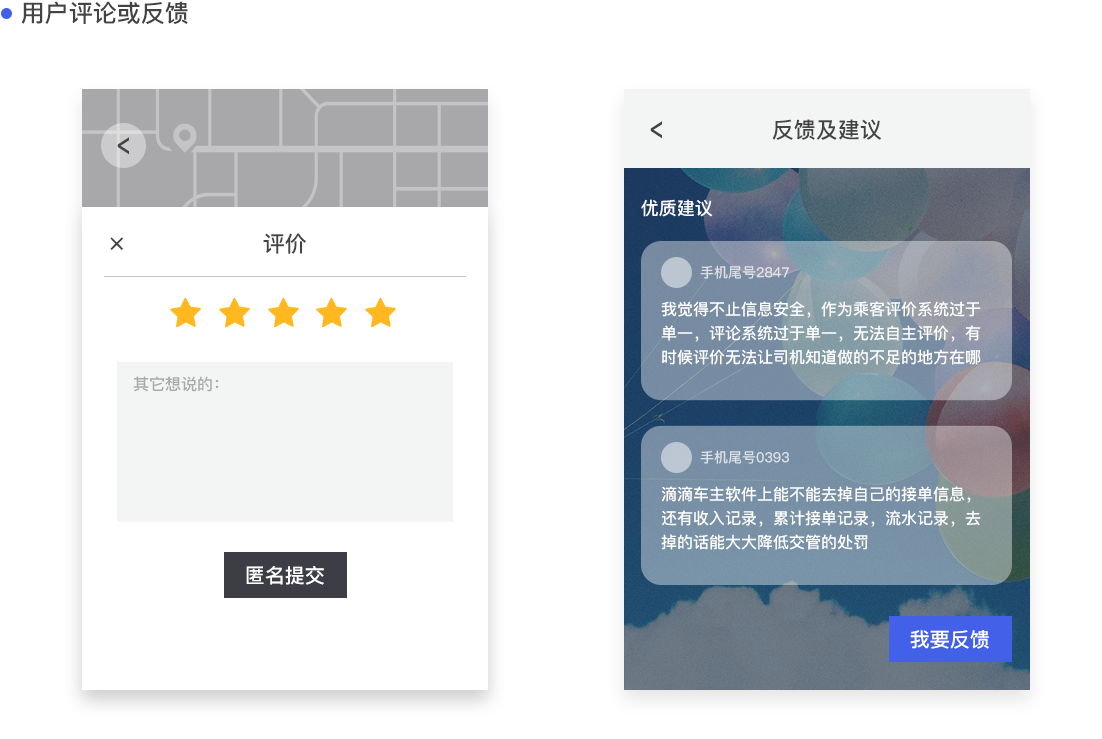 用户评论或反馈
<
×
评价
其它想说的：
匿名提交
<
反馈及建议
优质建议
手机尾号2847
我觉得不止信息安全，作为乘客评价系统过于
单一，评论系统过于单一，无法自主评价，有
时候评价无法让司机知道做的不足的地方在哪
手机尾号0393
滴滴车主软件上能不能去掉自己的接单信息，
还有收入记录，累计接单记录，流水记录，去
掉的话能大大降低交管的处罚
我要反馈